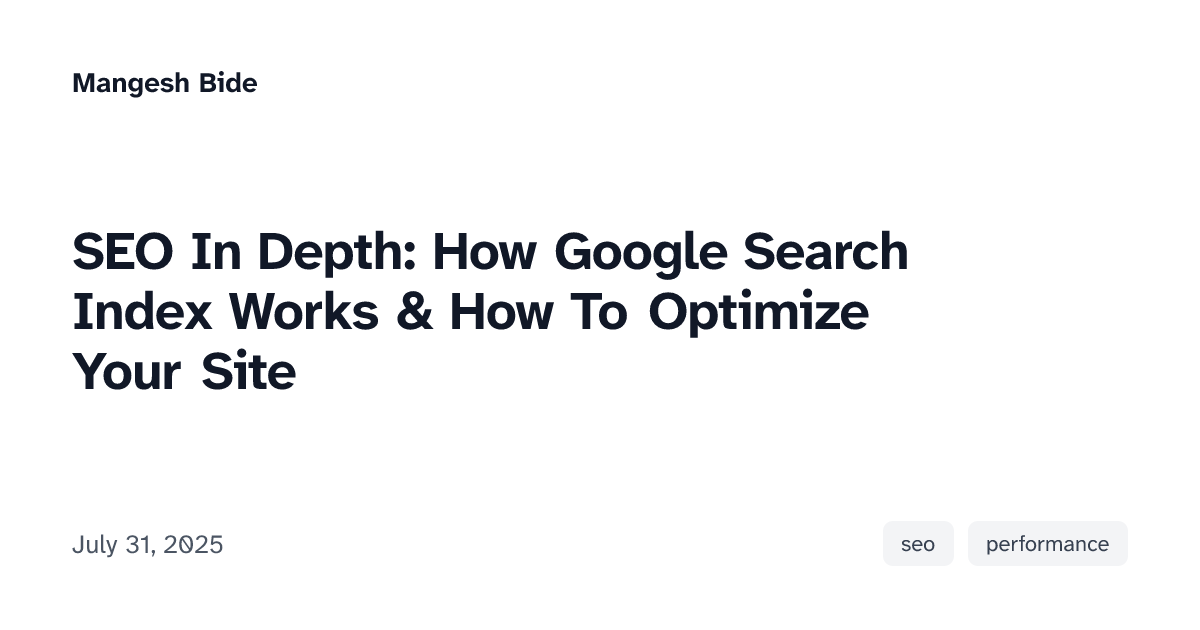 Mangesh Bide
SEO In Depth: How Google Search
Index Works & How To Optimize
Your Site
July 31, 2025
seo
performance